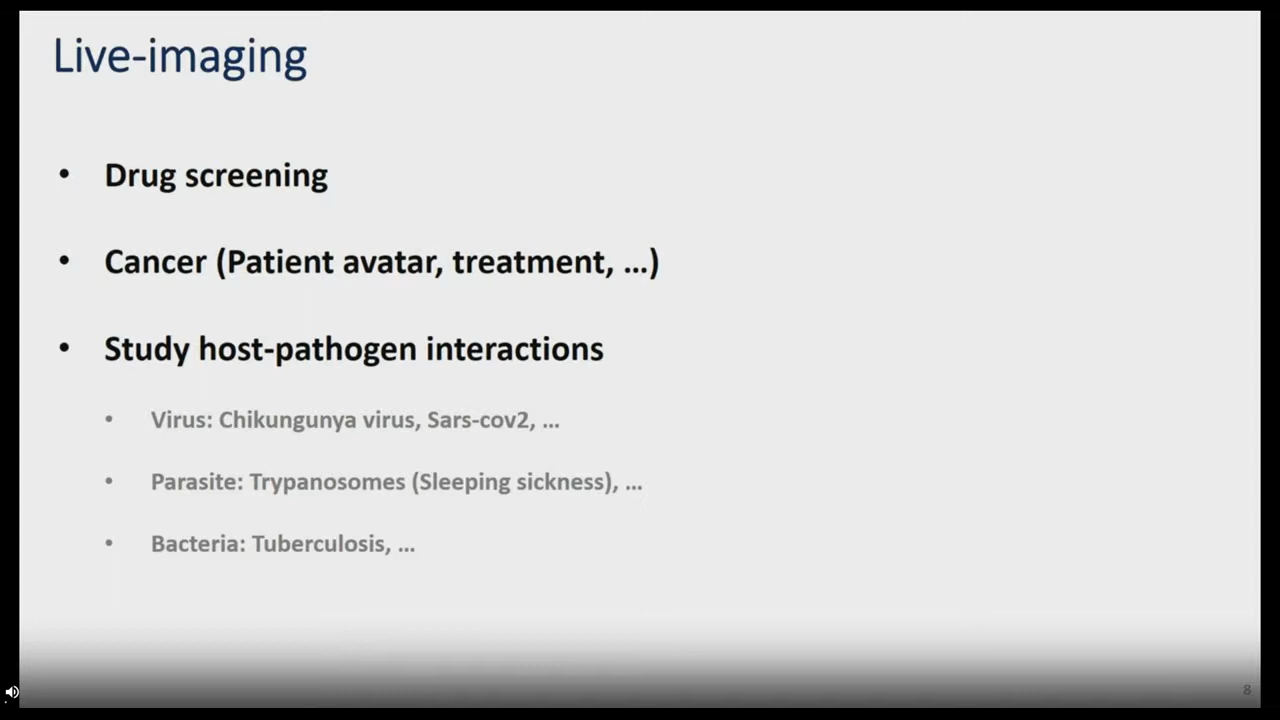 Live-imaging
• Drug screening
• Cancer (Patient avatar, treatment, ...)
• Study host-pathogen interactions
• Virus: Chikungunya virus, Sars-cov2, ...
• Parasite: Trypanosomes (Sleeping sickness), ...
• Bacteria: Tuberculosis, ...
8